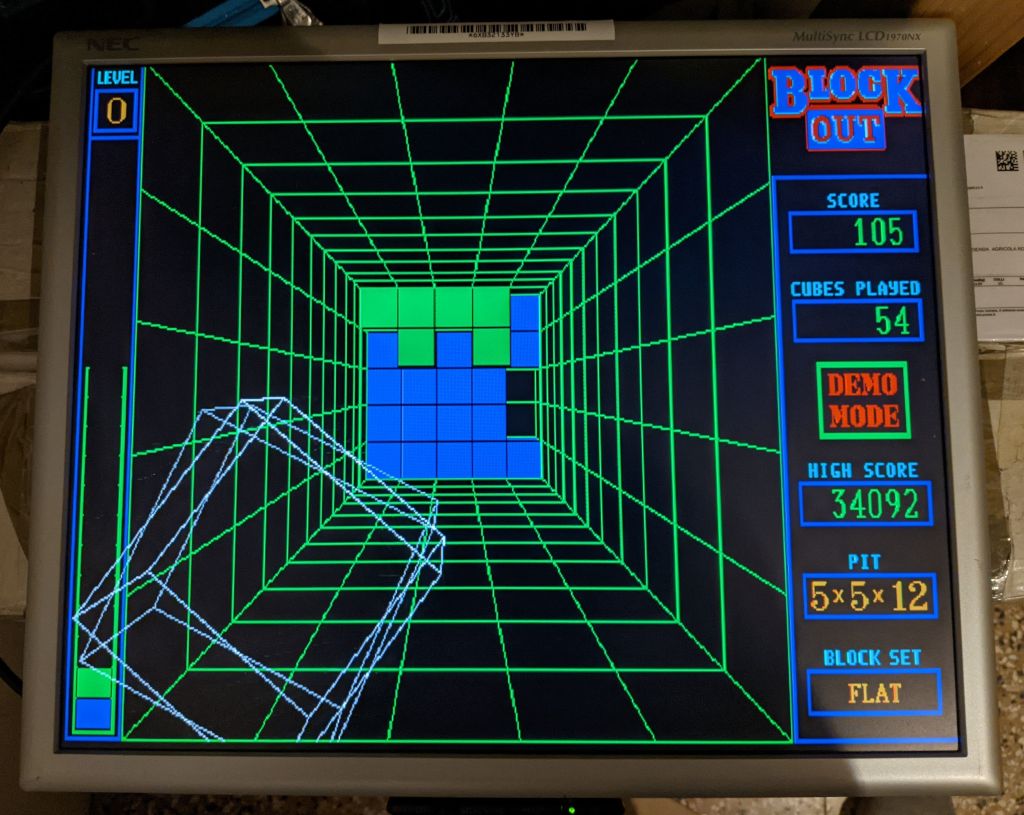 NEC
MultiSync LCD1970NX
LEVEL
0
BLOCK
OUT
SCORE
105
CUBES PLAYED
54
DEMO
MODE
HIGH SCORE
34092
PIT
5×5×12
BLOCK SET
FLAT